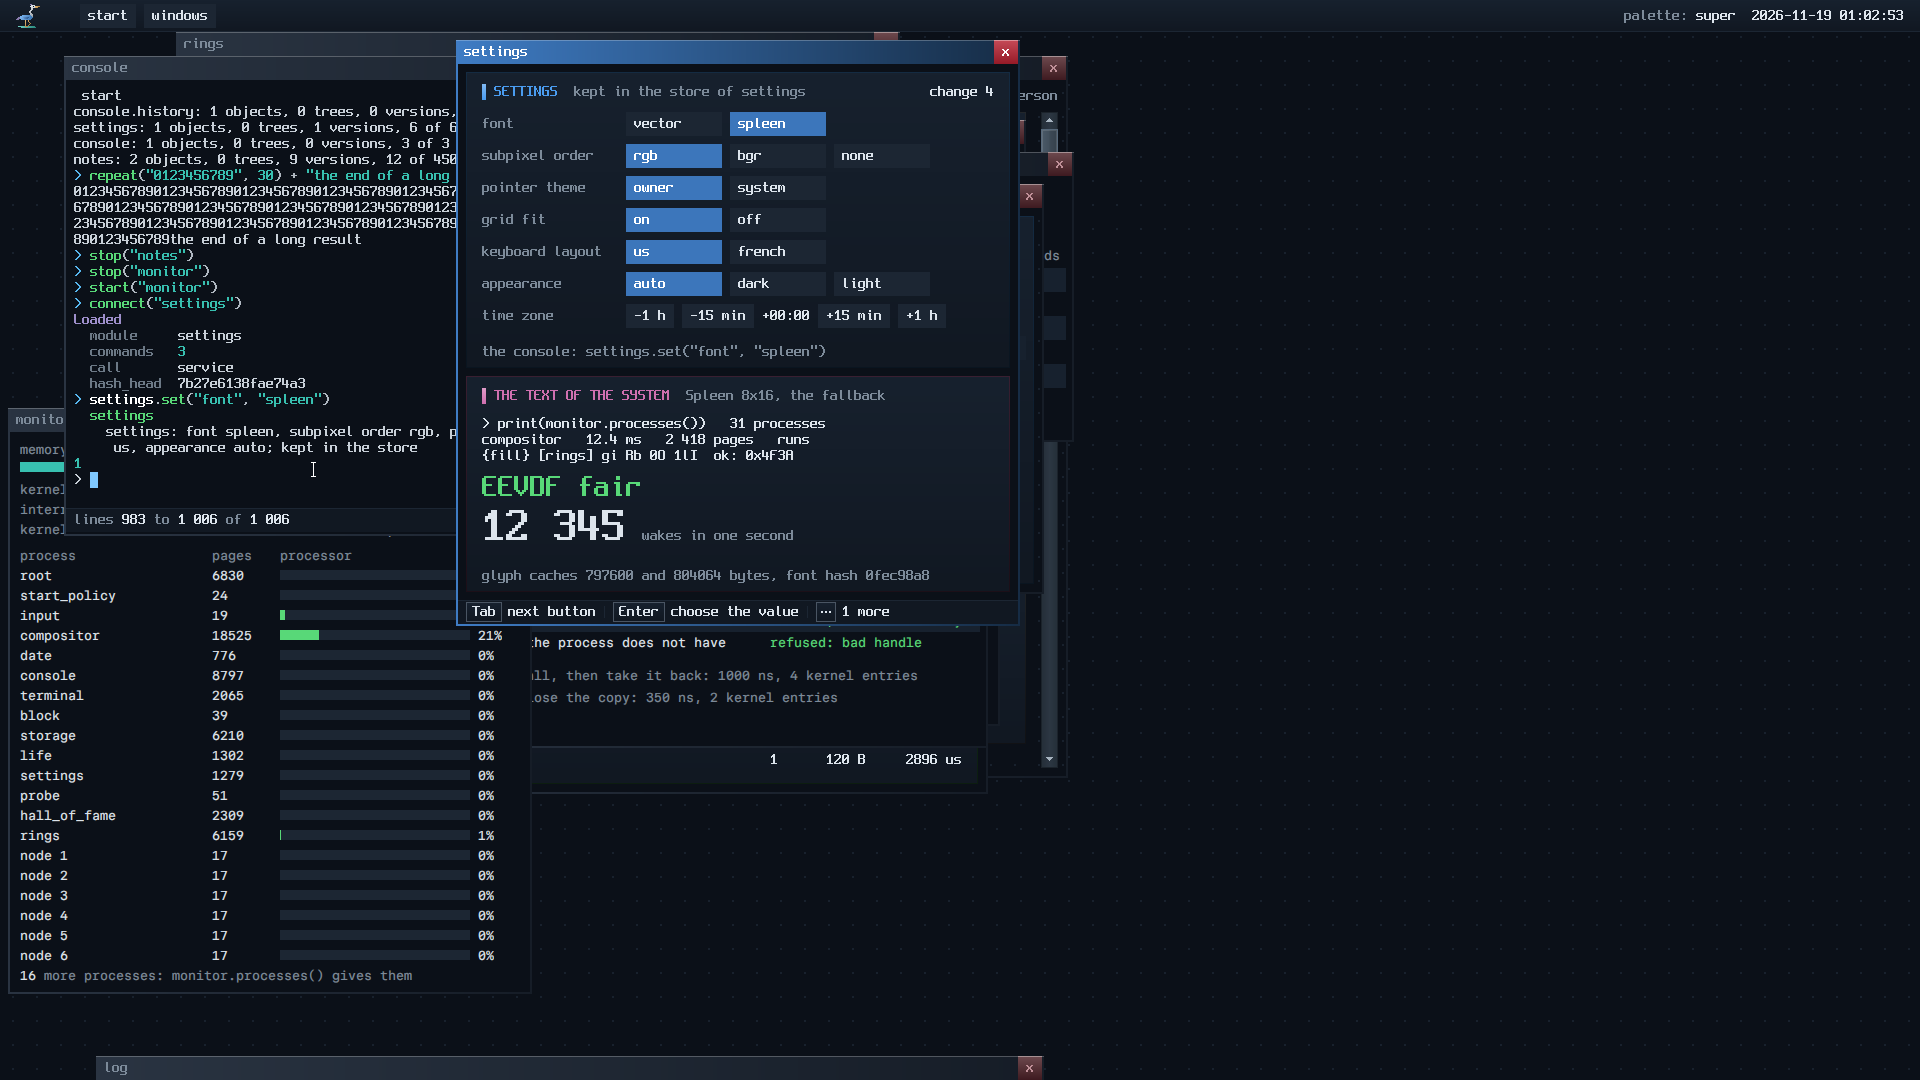 start windows palette: super 2026-11-19 01:02:53
rings
console
start
console.history: 1 objects, 0 trees, 0 versions,
settings: 1 objects, 0 trees, 1 versions, 6 of 6
console: 1 objects, 0 trees, 0 versions, 3 of 3
notes: 2 objects, 0 trees, 9 versions, 12 of 450
> repeat("0123456789", 30) + "the end of a long
012345678901234567890123456789012345678901234567
678901234567890123456789012345678901234567890123
234567890123456789012345678901234567890123456789
890123456789the end of a long result
> stop("notes")
> stop("monitor")
> start("monitor")
> connect("settings")
Loaded
module settings
commands 3
call service
hash_head 7b27e6138fae74a3
> settings.set("font", "spleen")
settings
settings: font spleen, subpixel order rgb, p
us, appearance auto; kept in the store
1
>
lines 983 to 1 006 of 1 006
settings x
SETTINGS kept in the store of settings change 4
font vector spleen
subpixel order rgb bgr none
pointer theme owner system
grid fit on off
keyboard layout us french
appearance auto dark light
time zone -1 h -15 min +00:00 +15 min +1 h
the console: settings.set("font", "spleen")
THE TEXT OF THE SYSTEM Spleen 8x16, the fallback
> print(monitor.processes()) 31 processes
compositor 12.4 ms 2 418 pages runs
{fill} [rings] gi Rb 0O 1lI ok: 0x4F3A
EEVDF fair
12 345 wakes in one second
glyph caches 797600 and 804064 bytes, font hash 0fec98a8
Tab next button Enter choose the value ··· 1 more
x
erson
x
x
ds
the process does not have refused: bad handle
all, then take it back: 1000 ns, 4 kernel entries
lose the copy: 350 ns, 2 kernel entries
1 120 B 2896 us
monito
memory
kernel
inter
kernel
process pages processor
root 6830
start_policy 24
input 19
compositor 18525 21%
date 776 0%
console 8797 0%
terminal 2065 0%
block 39 0%
storage 6210 0%
life 1302 0%
settings 1279 0%
probe 51 0%
hall_of_fame 2309 0%
rings 6159 1%
node 1 17 0%
node 2 17 0%
node 3 17 0%
node 4 17 0%
node 5 17 0%
node 6 17 0%
16 more processes: monitor.processes() gives them
log x